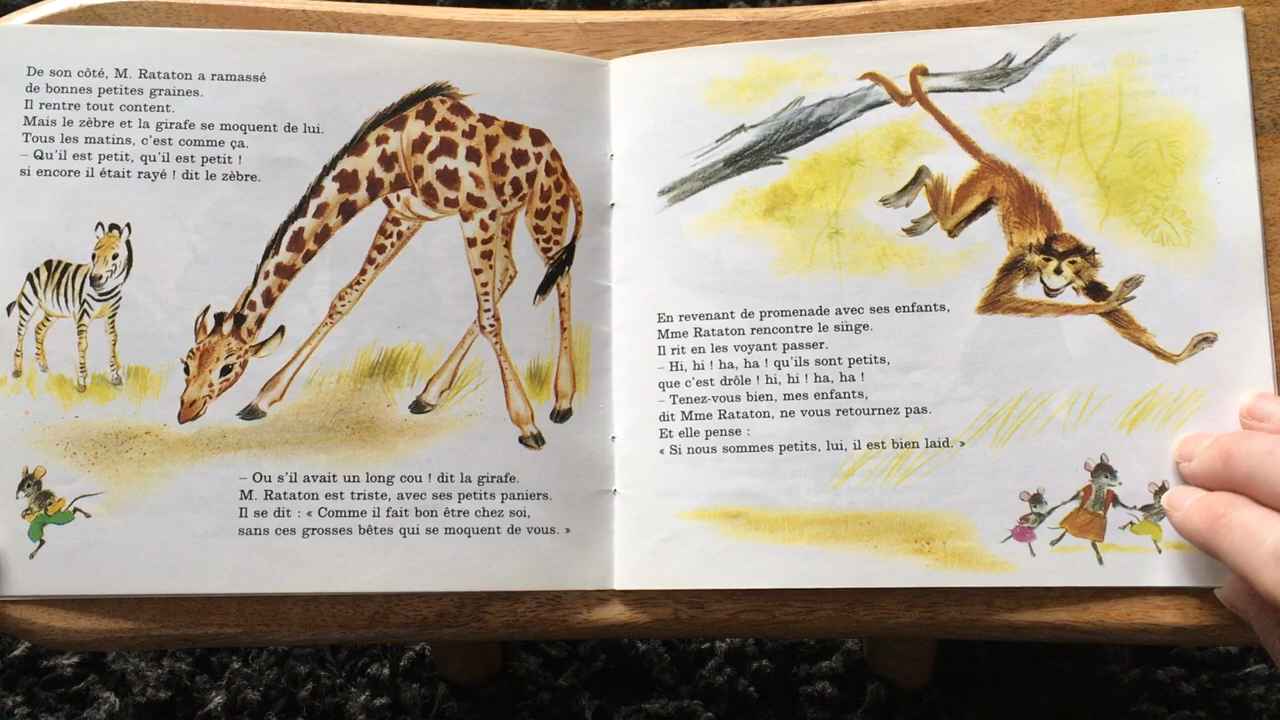 De son côté, M. Rataton a ramassé
de bonnes petites graines.
Il rentre tout content.
Mais le zèbre et la girafe se moquent de lui.
Tous les matins, c'est comme ça.
– Qu'il est petit, qu'il est petit !
si encore il était rayé ! dit le zèbre.
– Ou s'il avait un long cou ! dit la girafe.
M. Rataton est triste, avec ses petits paniers.
Il se dit : « Comme il fait bon être chez soi,
sans ces grosses bêtes qui se moquent de vous. »
En revenant de promenade avec ses enfants,
Mme Rataton rencontre le singe.
Il rit en les voyant passer.
– Hi, hi ! ha, ha ! qu'ils sont petits,
que c'est drôle ! hi, hi ! ha, ha !
– Tenez-vous bien, mes enfants,
dit Mme Rataton, ne vous retournez pas.
Et elle pense :
« Si nous sommes petits, lui, il est bien laid. »